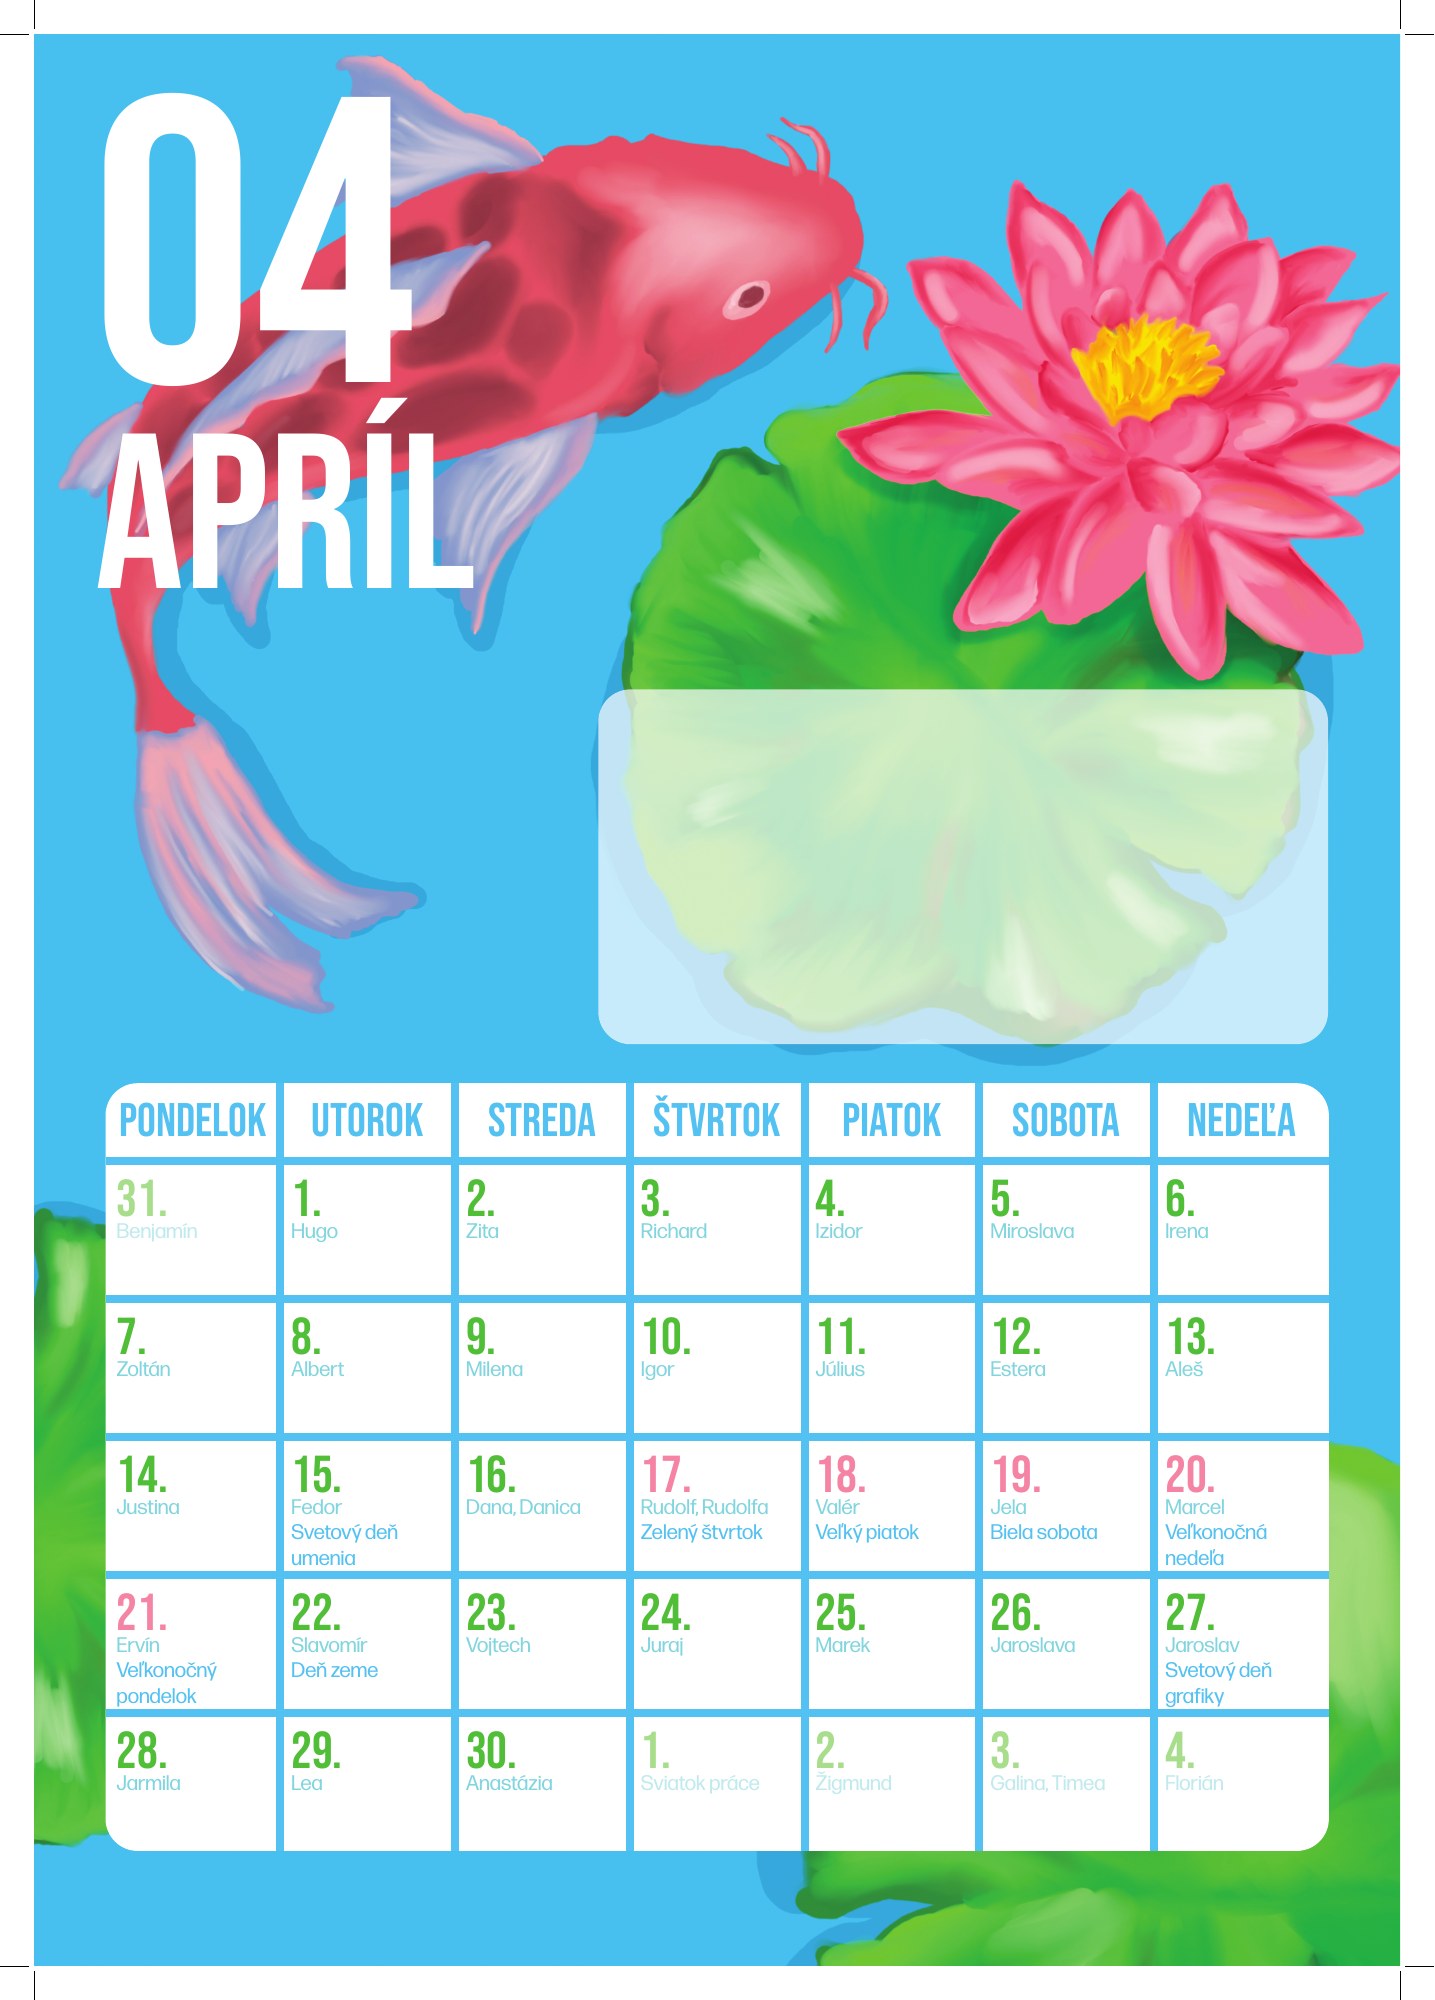 04
APRÍL
PONDELOK UTOROK STREDA ŠTVRTOK PIATOK SOBOTA NEDEĽA
31. 1. 2. 3. 4. 5. 6.
Benjamín Hugo Zita Richard Izidor Miroslava Irena
7. 8. 9. 10. 11. 12. 13.
Zoltán Albert Milena Igor Július Estera Aleš
14. 15. 16. 17. 18. 19. 20.
Justina Fedor Dana, Danica Rudolf, Rudolfa Valér Jela Marcel
Svetový deň Zelený štvrtok Veľký piatok Biela sobota Veľkonočná
umenia nedeľa
21. 22. 23. 24. 25. 26. 27.
Ervín Slavomír Vojtech Juraj Marek Jaroslava Jaroslav
Veľkonočný Deň zeme Svetový deň
pondelok grafiky
28. 29. 30. 1. 2. 3. 4.
Jarmila Lea Anastázia Sviatok práce Žigmund Galina, Timea Florián